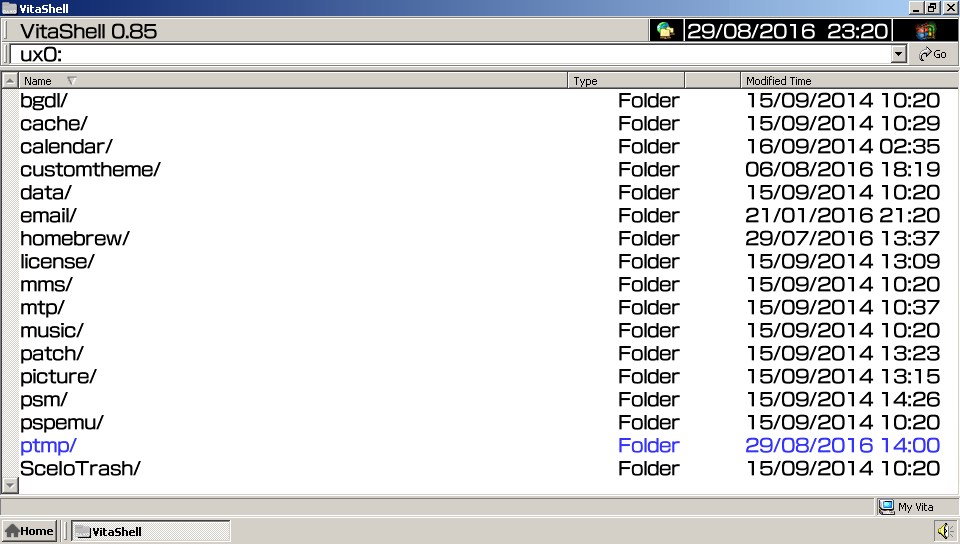 VitaShell
VitaShell 0.85 29/08/2016 23:20
ux0: Go
Name Type Modified Time
bgdl/ Folder 15/09/2014 10:20
cache/ Folder 15/09/2014 10:29
calendar/ Folder 16/09/2014 02:35
customtheme/ Folder 06/08/2016 18:19
data/ Folder 15/09/2014 10:20
email/ Folder 21/01/2016 21:20
homebrew/ Folder 29/07/2016 13:37
license/ Folder 15/09/2014 13:09
mms/ Folder 15/09/2014 10:20
mtp/ Folder 15/09/2014 10:37
music/ Folder 15/09/2014 10:20
patch/ Folder 15/09/2014 13:23
picture/ Folder 15/09/2014 13:15
psm/ Folder 15/09/2014 14:26
pspemu/ Folder 15/09/2014 10:20
ptmp/ Folder 29/08/2016 14:00
SceIoTrash/ Folder 15/09/2014 10:20
My Vita
Home VitaShell